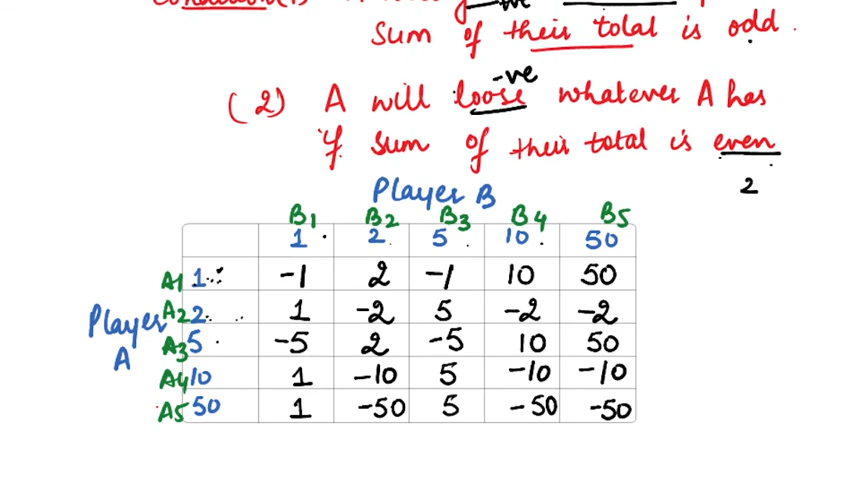 sum of their total is odd.
(2) A will loose -ve whatever A has
if sum of their total is even
2
Player B
B1 B2 B3 B4 B5
1 2 5 10 50
A1 1 -1 2 -1 10 50
A2 2 1 -2 5 -2 -2
Player A
A3 5 -5 2 -5 10 50
A4 10 1 -10 5 -10 -10
A5 50 1 -50 5 -50 -50